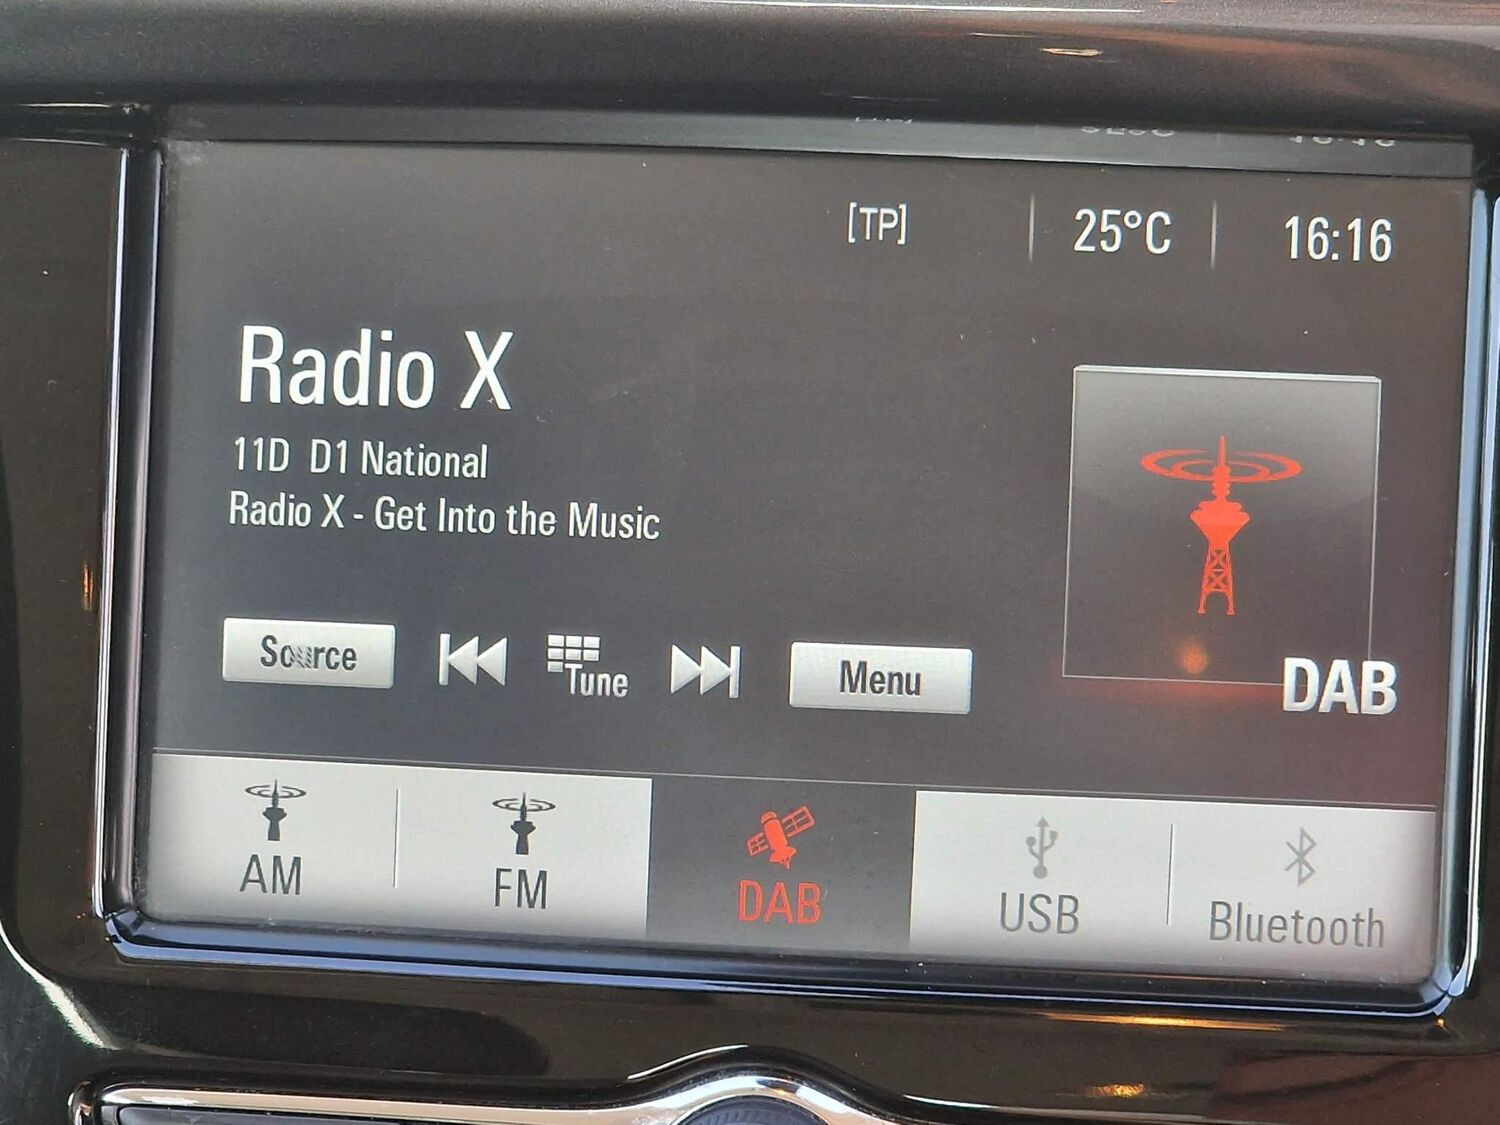 [TP] 25°C 16:16
Radio X
11D D1 National
Radio X - Get Into the Music
Source Tune Menu
DAB
AM FM DAB USB Bluetooth